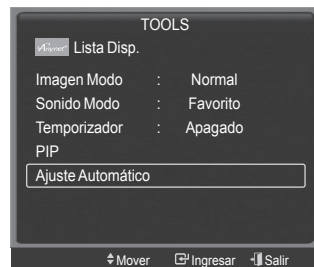 TOOLS
Anynet+ Lista Disp.
Imagen Modo : Normal
Sonido Modo : Favorito
Temporizador : Apagado
PIP
Ajuste Automático
Mover Ingresar Salir